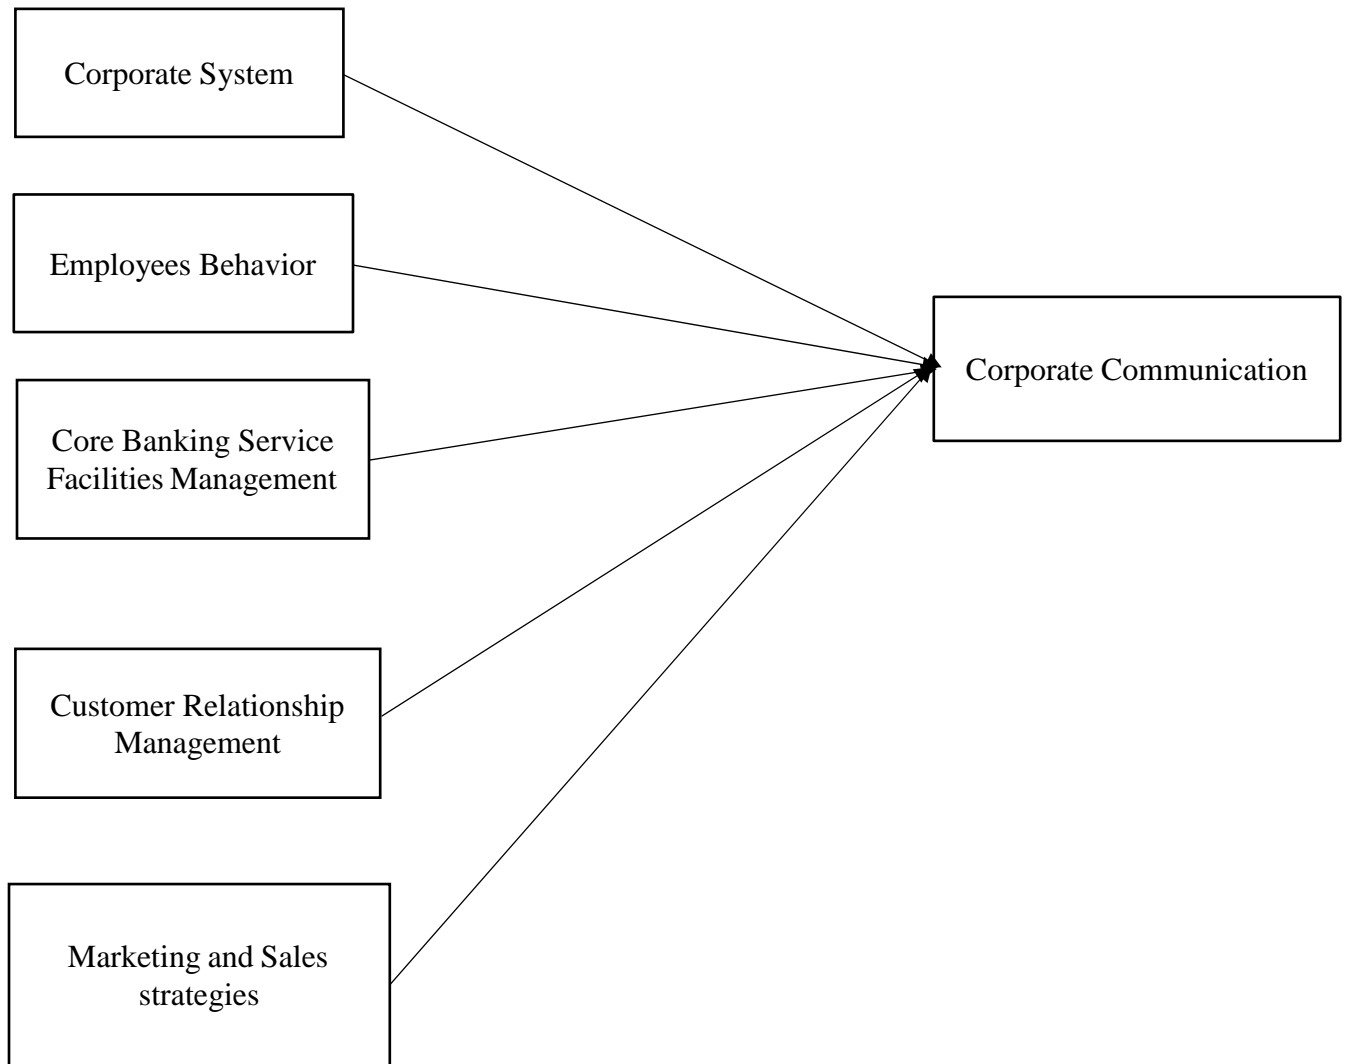 Corporate System
Employees Behavior
Core Banking Service
Facilities Management
Corporate Communication
Customer Relationship
Management
Marketing and Sales
strategies